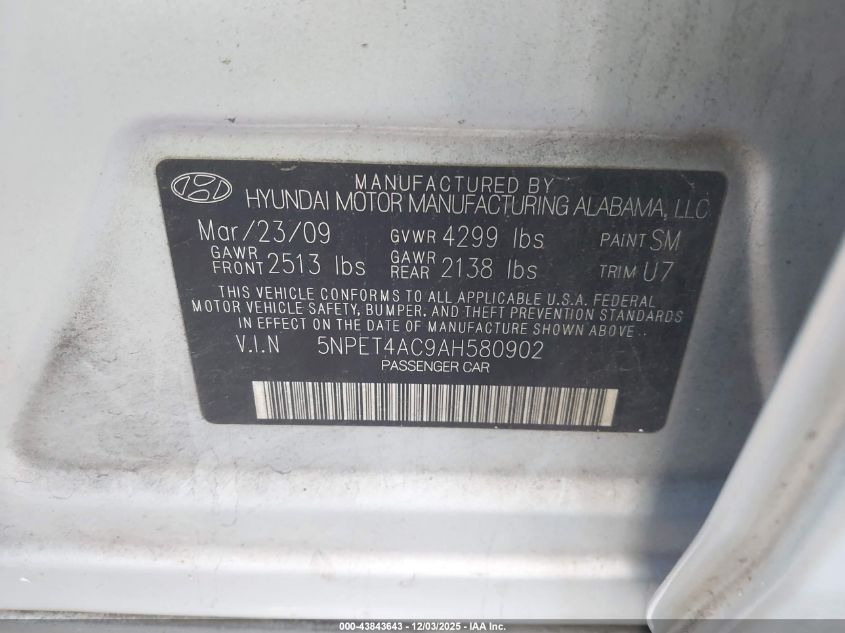 MANUFACTURED BY
HYUNDAI MOTOR MANUFACTURING ALABAMA, LLC
Mar/23/09 GVWR 4299 lbs PAINT SM
GAWR FRONT 2513 lbs GAWR REAR 2138 lbs TRIM U7
THIS VEHICLE CONFORMS TO ALL APPLICABLE U.S.A. FEDERAL
MOTOR VEHICLE SAFETY, BUMPER, AND THEFT PREVENTION STANDARDS
IN EFFECT ON THE DATE OF MANUFACTURE SHOWN ABOVE.
V.I.N 5NPET4AC9AH580902
PASSENGER CAR
000-43843643 - 12/03/2025 - IAA Inc.